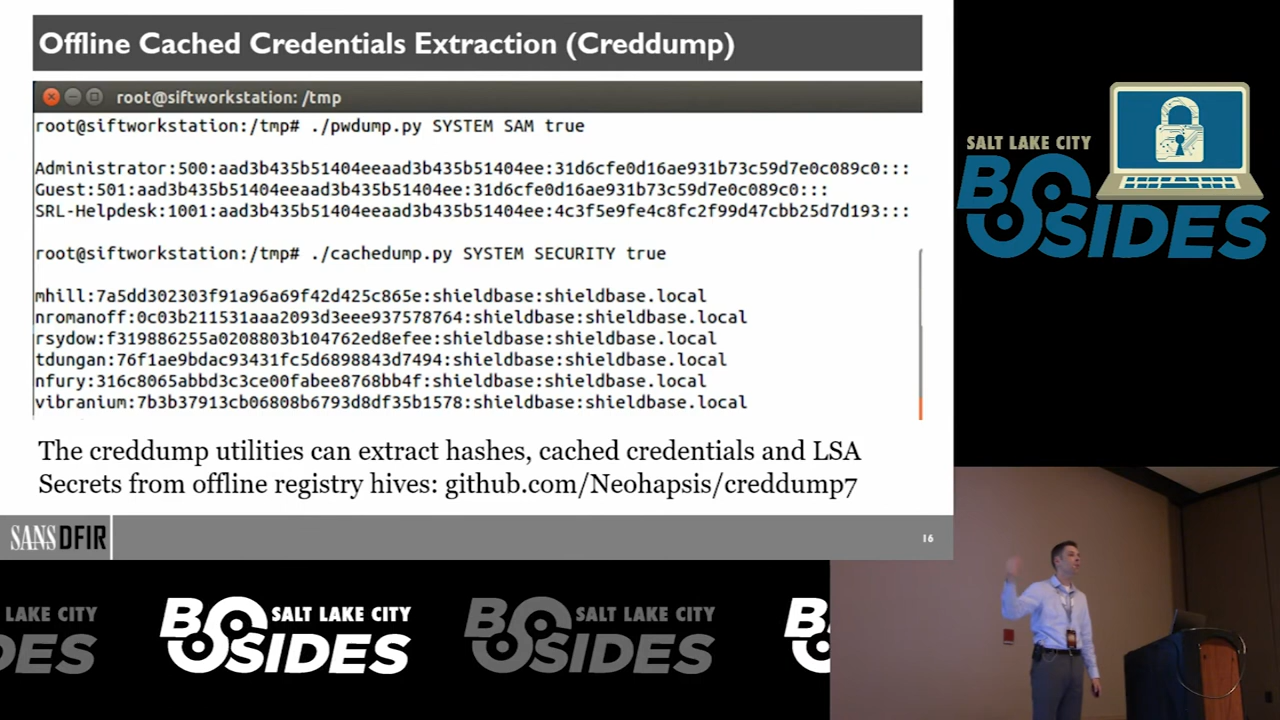 Offline Cached Credentials Extraction (Creddump)
root@siftworkstation: /tmp
root@siftworkstation:/tmp# ./pwdump.py SYSTEM SAM true
Administrator:500:aad3b435b51404eeaad3b435b51404ee:31d6cfe0d16ae931b73c59d7e0c089c0:::
Guest:501:aad3b435b51404eeaad3b435b51404ee:31d6cfe0d16ae931b73c59d7e0c089c0:::
SRL-Helpdesk:1001:aad3b435b51404eeaad3b435b51404ee:4c3f5e9fe4c8fc2f99d47cbb25d7d193:::
root@siftworkstation:/tmp# ./cachedump.py SYSTEM SECURITY true
mhill:7a5dd302303f91a96a69f42d425c865e:shieldbase:shieldbase.local
nromanoff:0c03b211531aaa2093d3eee937578764:shieldbase:shieldbase.local
rsydow:f319886255a0208803b104762ed8efee:shieldbase:shieldbase.local
tdungan:76f1ae9bdac93431fc5d6898843d7494:shieldbase:shieldbase.local
nfury:316c8065abbd3c3ce00fabee8768bb4f:shieldbase:shieldbase.local
vibranium:7b3b37913cb06808b6793d8df35b1578:shieldbase:shieldbase.local
The creddump utilities can extract hashes, cached credentials and LSA
Secrets from offline registry hives: github.com/Neohapsis/creddump7
SANS DFIR
16
SALT LAKE CITY
BSIDES
LAKE CITY
DES
SALT LAKE CITY
BSIDES
SALT LAKE CITY
BSIDES
B